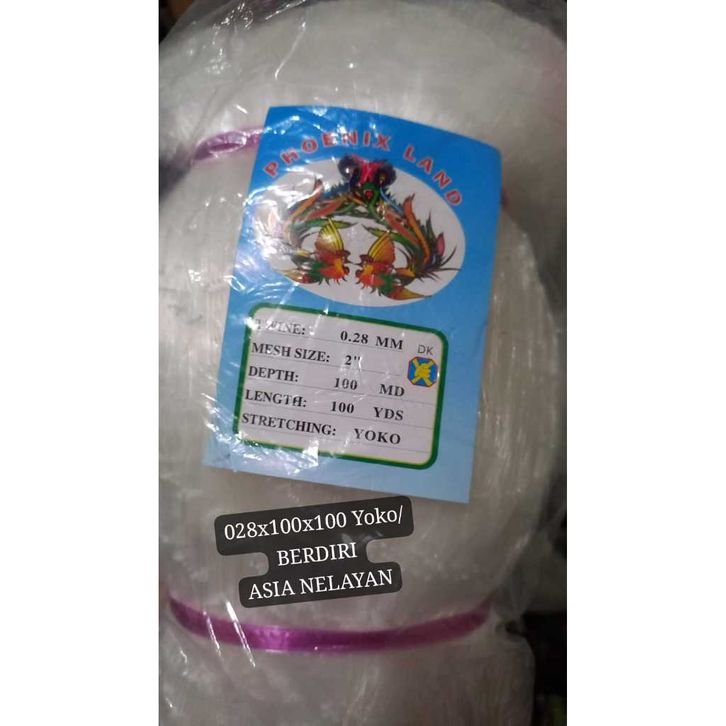 PHOENIX LAND
TWINE: 0.28 MM
DK
MESH SIZE: 2"
DEPTH: 100 MD
LENGTH: 100 YDS
STRETCHING: YOKO
028x100x100 Yoko/
BERDIRI
ASIA NELAYAN